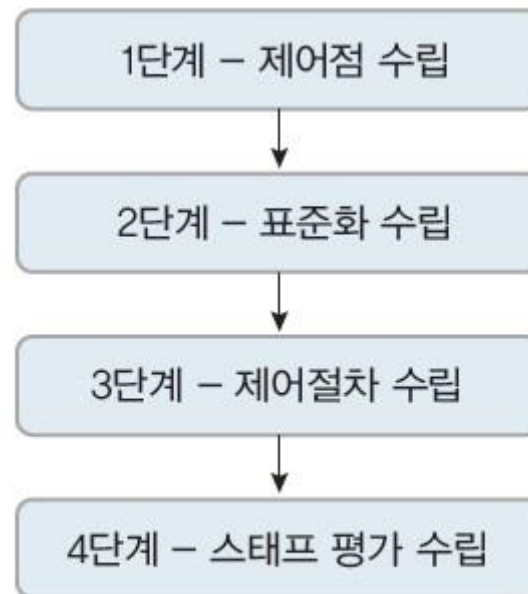 1단계 – 제어점 수립
2단계 – 표준화 수립
3단계 – 제어절차 수립
4단계 – 스태프 평가 수립